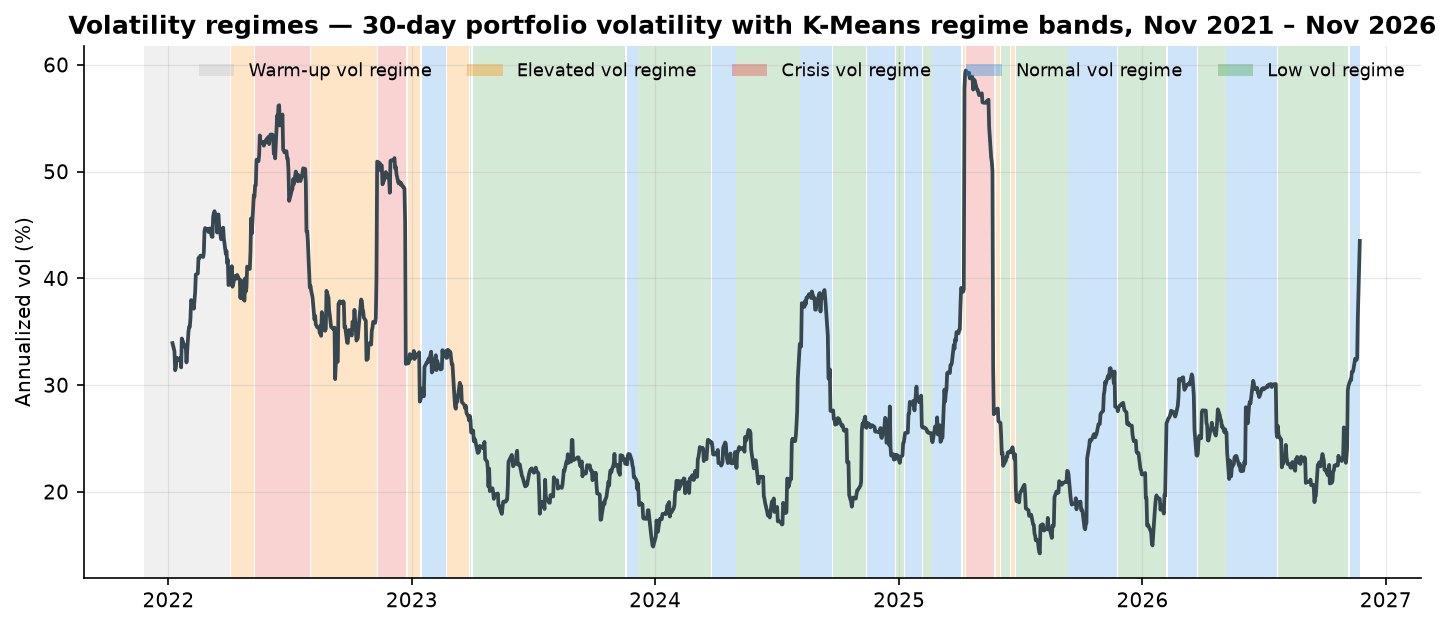 Volatility regimes — 30-day portfolio volatility with K-Means regime bands, Nov 2021 – Nov 2026
Warm-up vol regime Elevated vol regime Crisis vol regime Normal vol regime Low vol regime
Annualized vol (%)
60
50
40
30
20
2022 2023 2024 2025 2026 2027